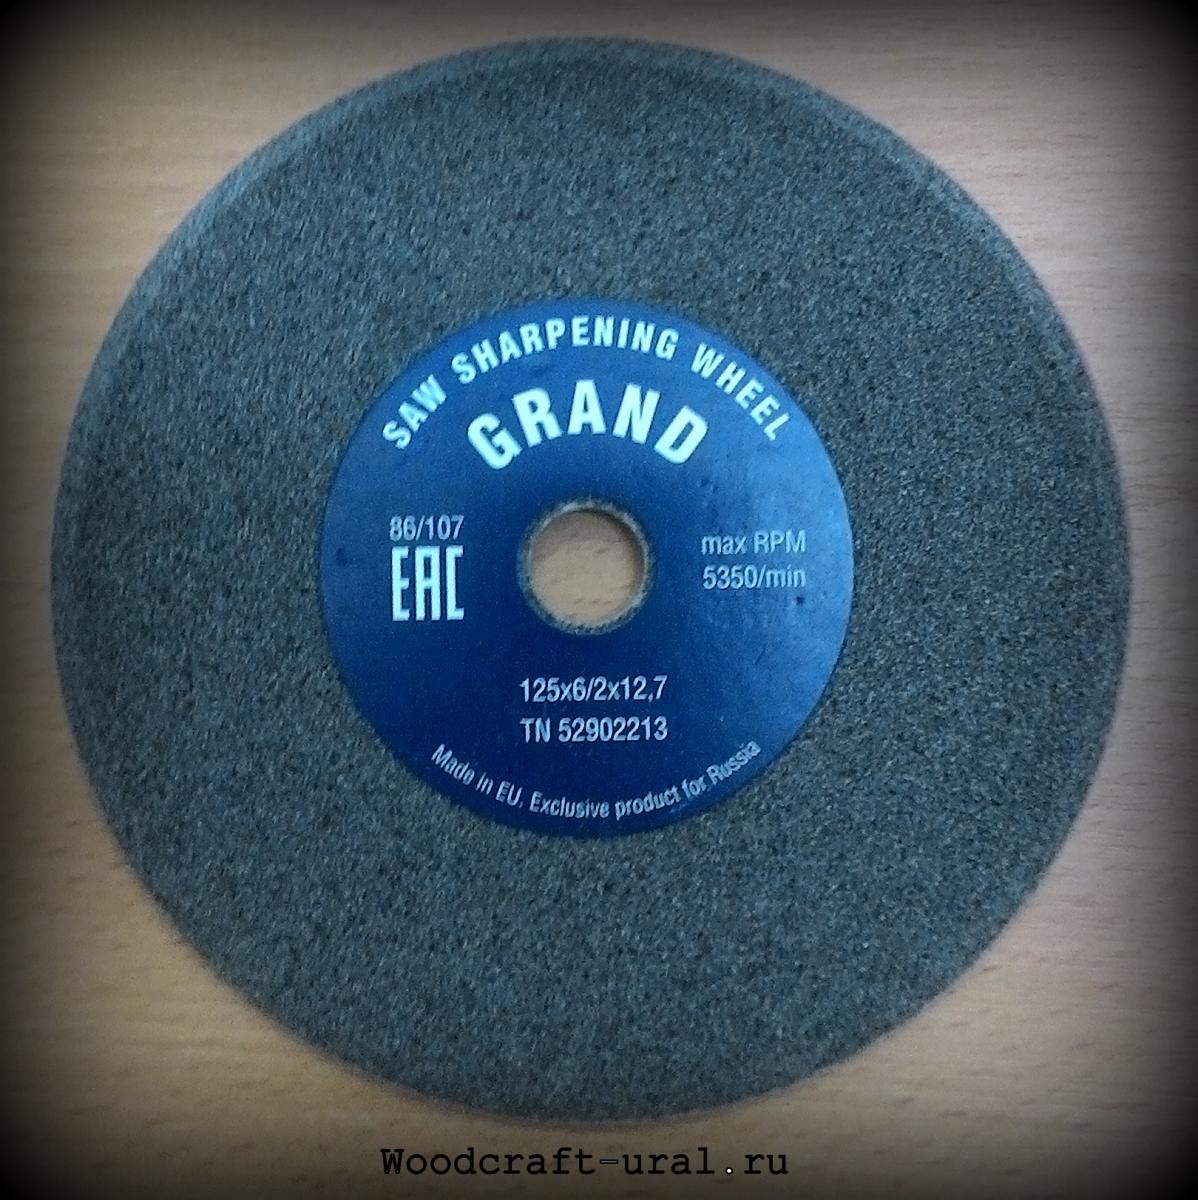 SAW SHARPENING WHEEL
GRAND
86/107
EAC
max RPM
5350/min
125x6/2x12,7
TN 52902213
Made in EU. Exclusive product for Russia
Woodcraft-ural.ru